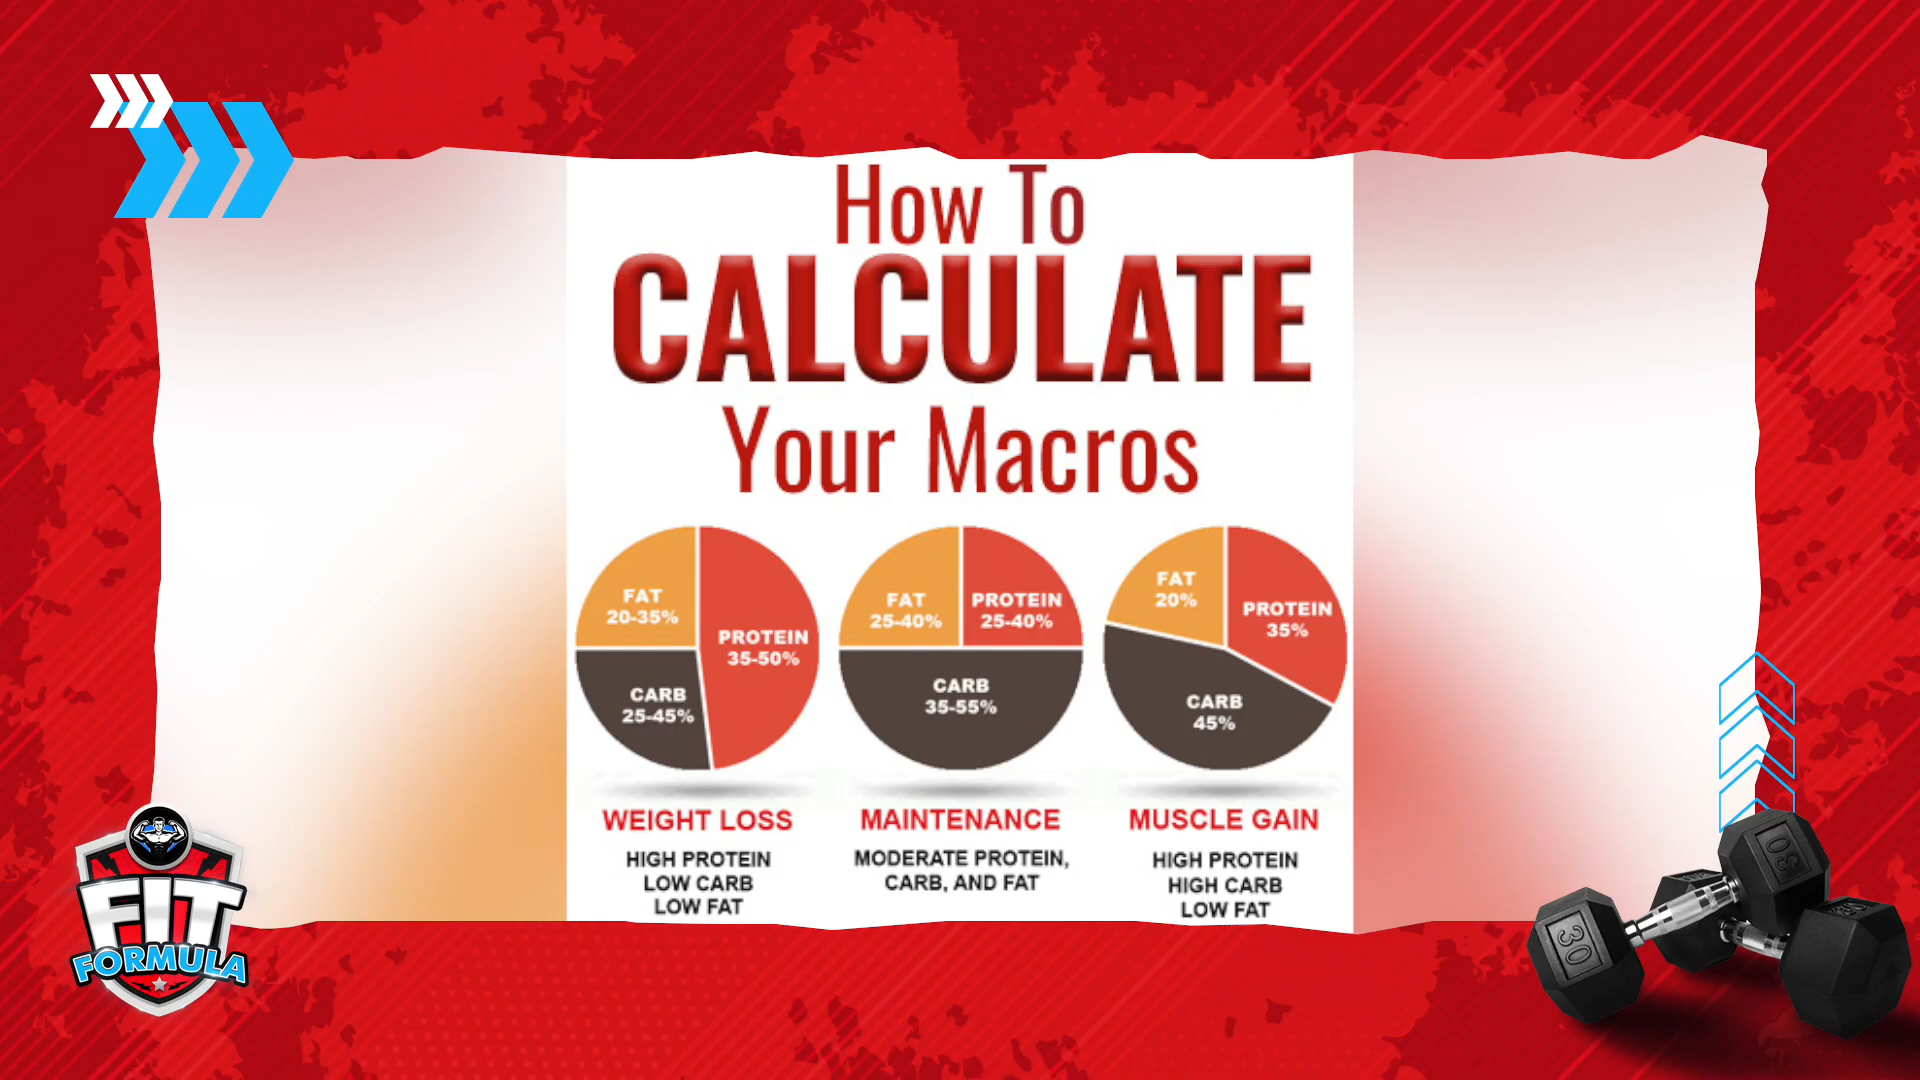 How To
CALCULATE
Your Macros
FAT
20-35%
PROTEIN
35-50%
CARB
25-45%
FAT
25-40%
PROTEIN
25-40%
CARB
35-55%
FAT
20%
PROTEIN
35%
CARB
45%
WEIGHT LOSS
HIGH PROTEIN
LOW CARB
LOW FAT
MAINTENANCE
MODERATE PROTEIN,
CARB, AND FAT
MUSCLE GAIN
HIGH PROTEIN
HIGH CARB
LOW FAT
FIT
FORMULA
30
30